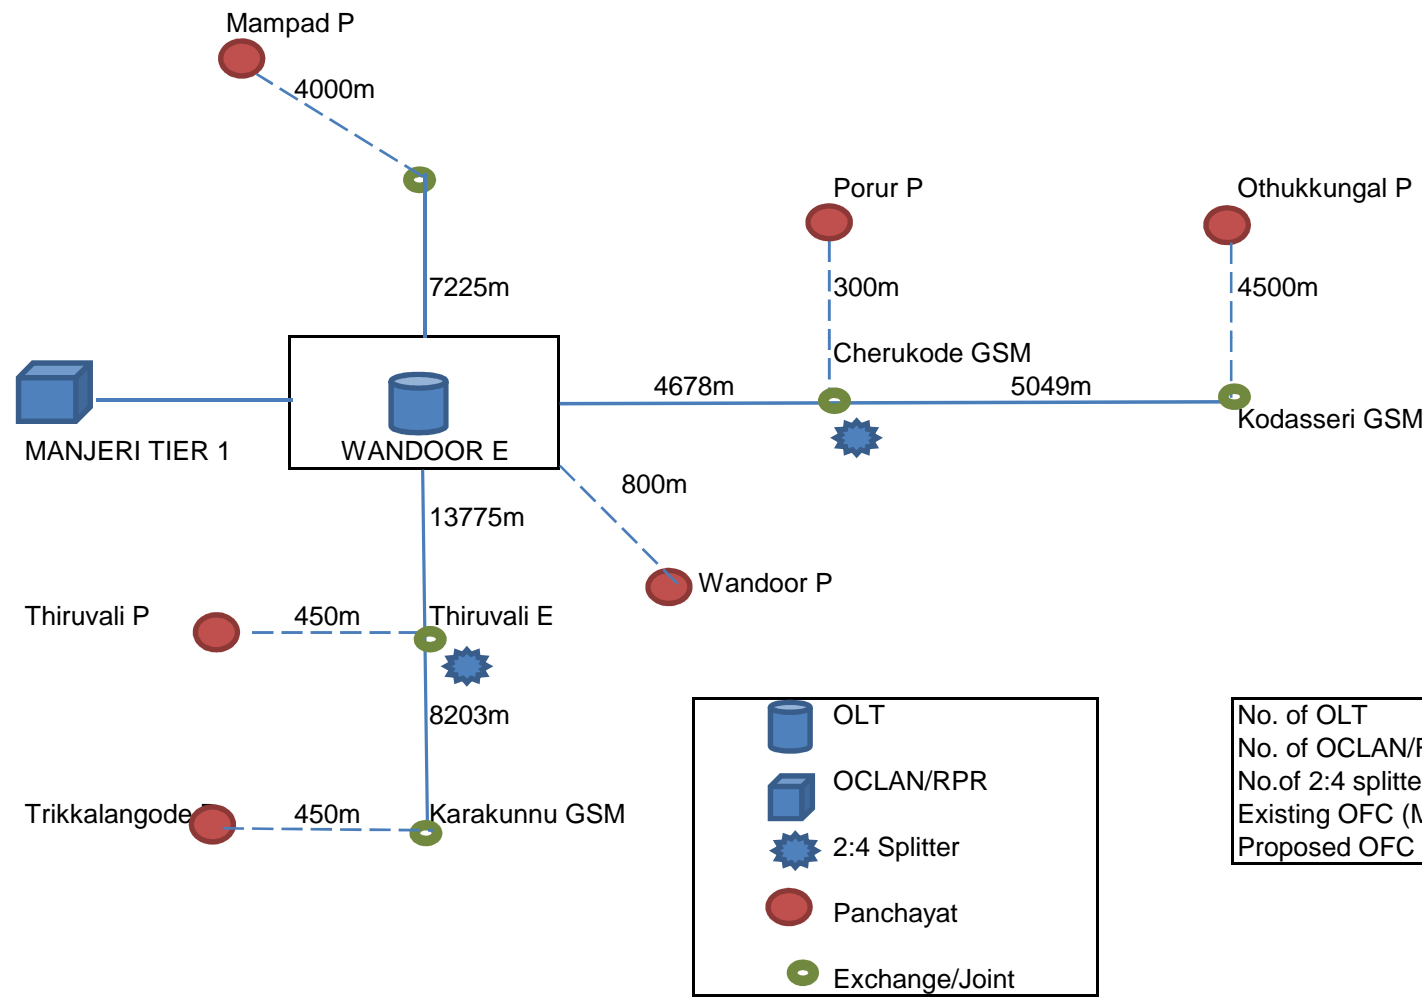 Mampad P
4000m
Porur P
Othukkungal P
7225m
300m
4500m
Cherukode GSM
4678m
5049m
Kodasseri GSM
MANJERI TIER 1
WANDOOR E
800m
13775m
Wandoor P
Thiruvali P
450m
Thiruvali E
8203m
Trikkalangode
450m
Karakunnu GSM
OLT
OCLAN/RPR
2:4 Splitter
Panchayat
Exchange/Joint
No. of OLT
No. of OCLAN/
No.of 2:4 splitte
Existing OFC (M
Proposed OFC